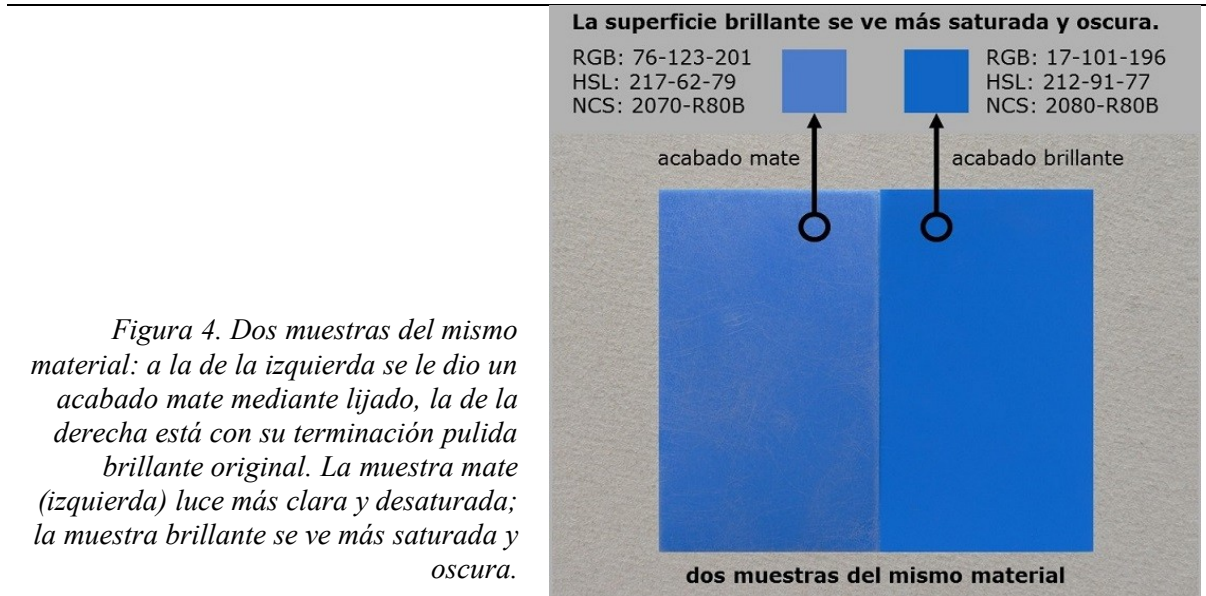 Figura 4. Dos muestras del mismo
material: a la de la izquierda se le dio un
acabado mate mediante lijado, la de la
derecha está con su terminación pulida
brillante original. La muestra mate
(izquierda) luce más clara y desaturada;
la muestra brillante se ve más saturada y
oscura.
La superficie brillante se ve más saturada y oscura.
RGB: 76-123-201
HSL: 217-62-79
NCS: 2070-R80B
RGB: 17-101-196
HSL: 212-91-77
NCS: 2080-R80B
acabado mate
acabado brillante
dos muestras del mismo material